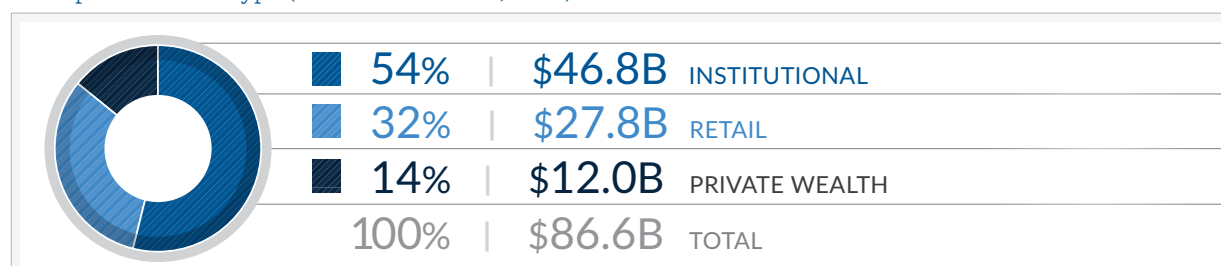 54% | $46.8B INSTITUTIONAL
32% | $27.8B RETAIL
14% | $12.0B PRIVATE WEALTH
100% | $86.6B TOTAL